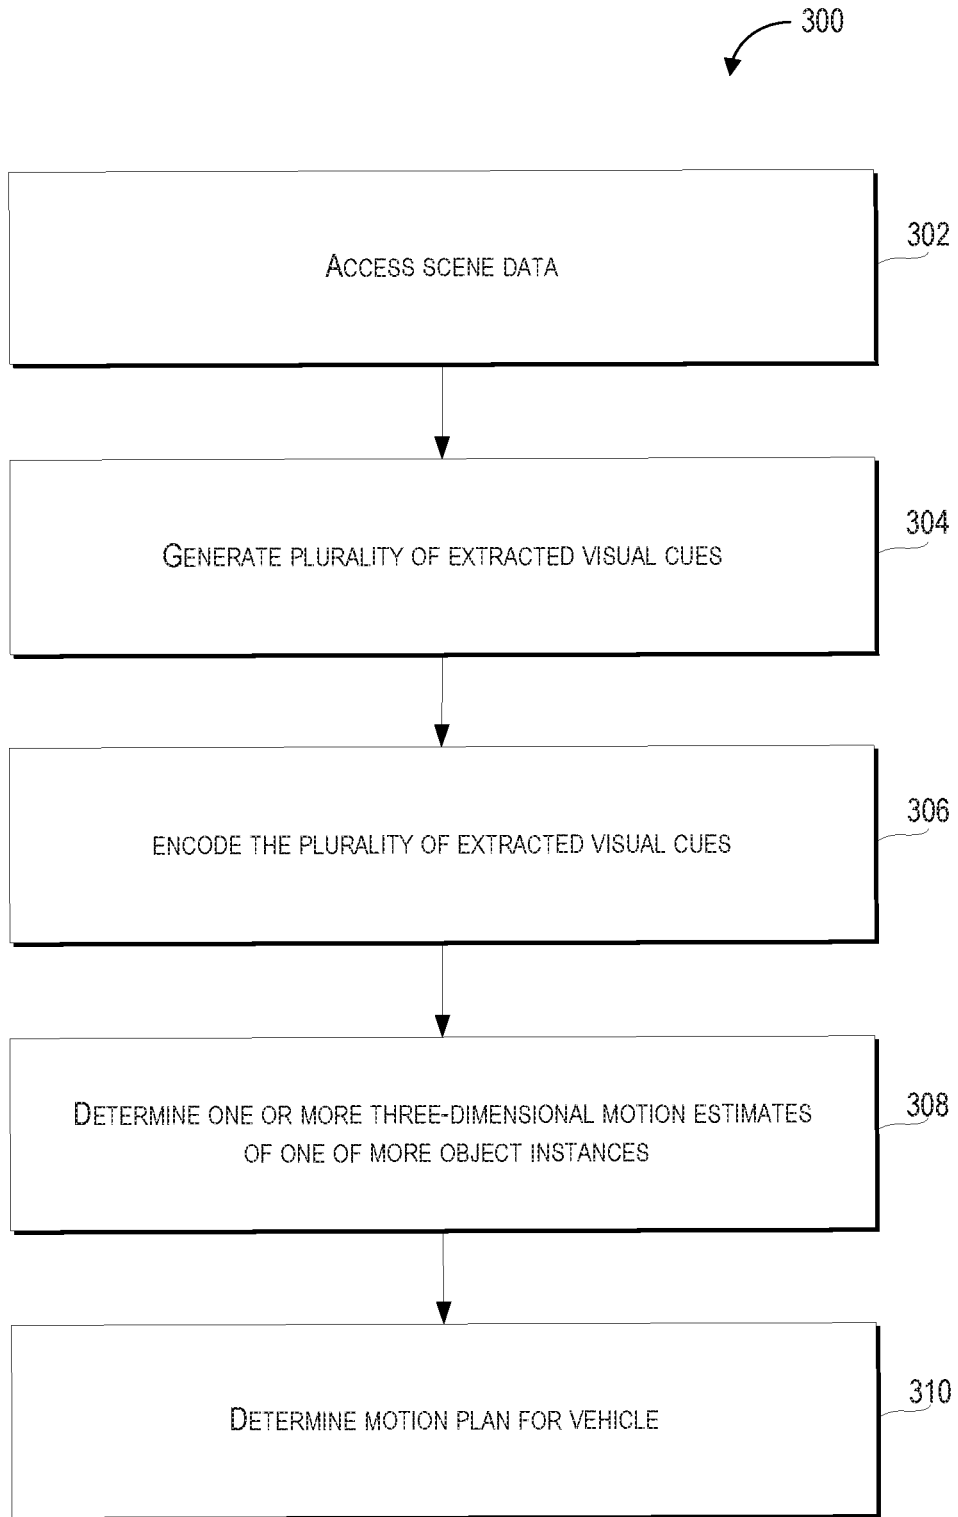 300
ACCESS SCENE DATA
302
GENERATE PLURALITY OF EXTRACTED VISUAL CUES
304
ENCODE THE PLURALITY OF EXTRACTED VISUAL CUES
306
DETERMINE ONE OR MORE THREE-DIMENSIONAL MOTION ESTIMATES
OF ONE OF MORE OBJECT INSTANCES
308
DETERMINE MOTION PLAN FOR VEHICLE
310